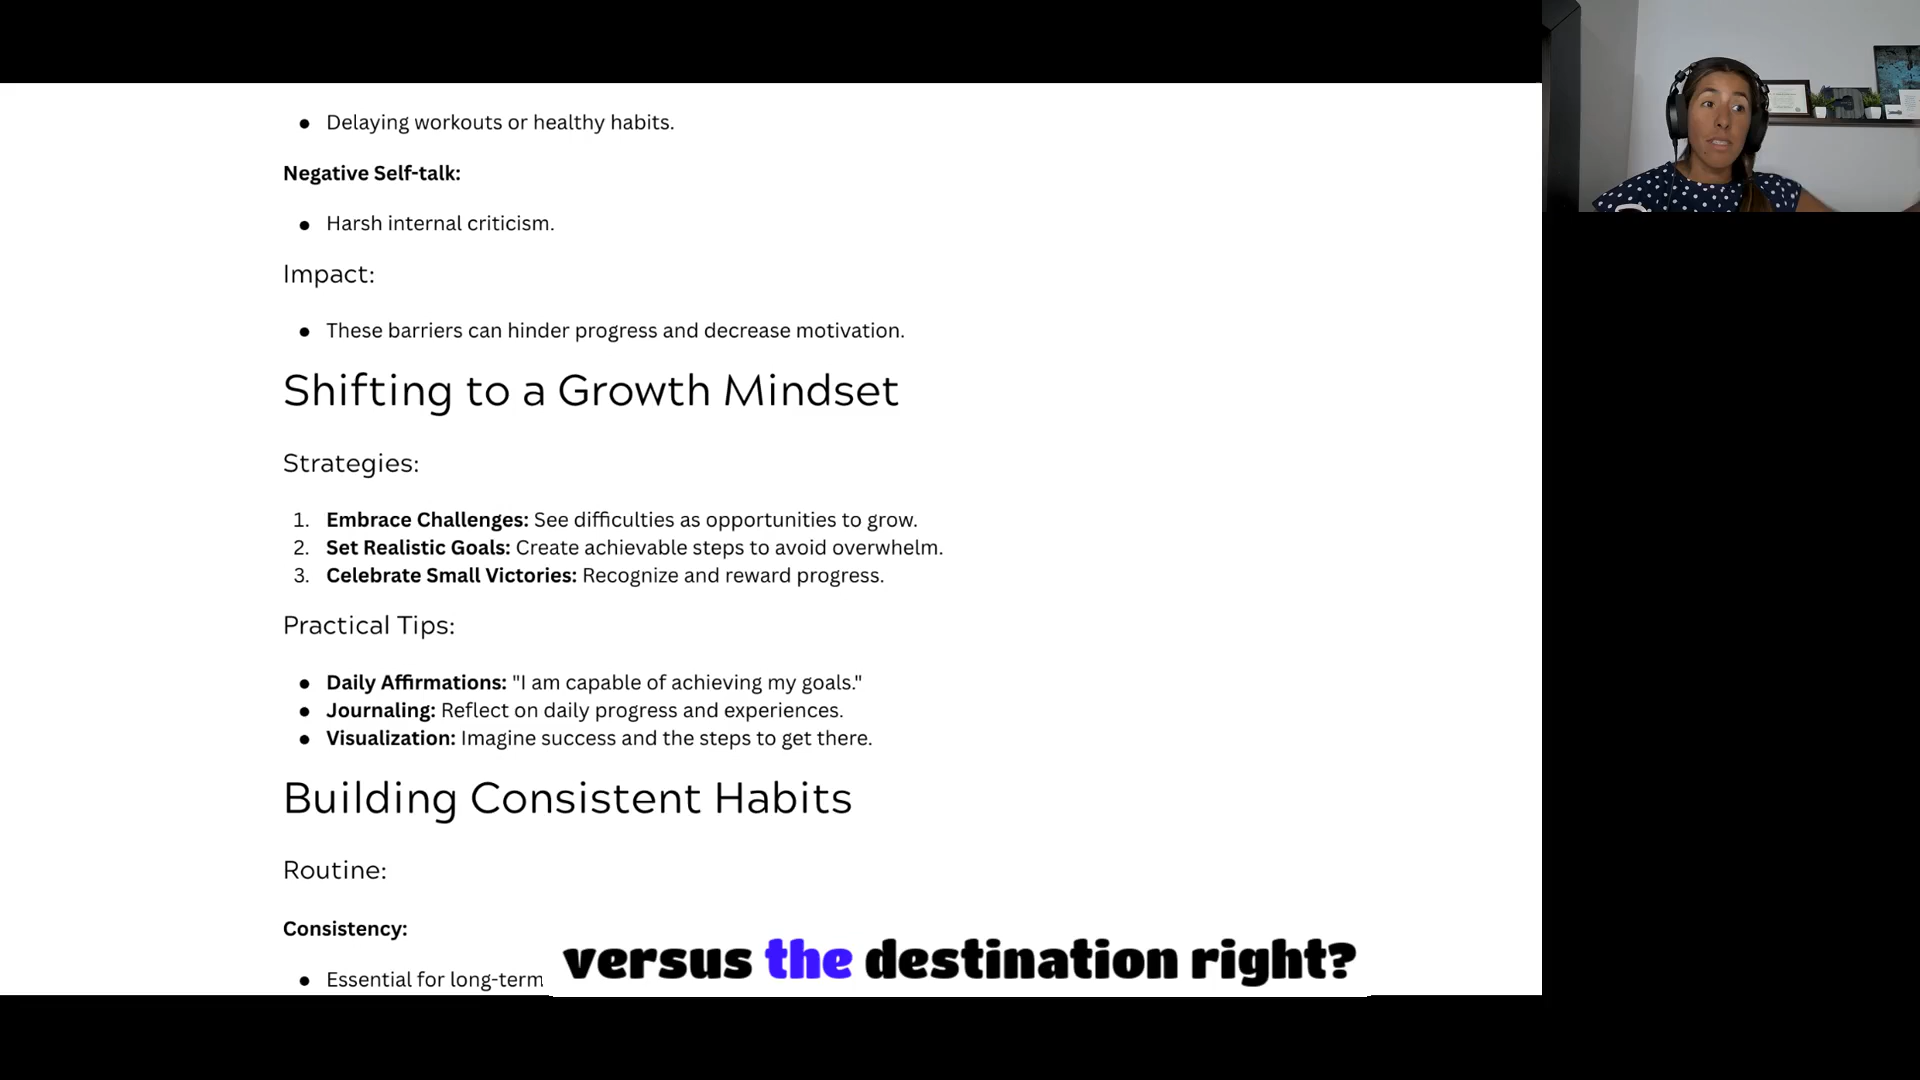 ● Delaying workouts or healthy habits.
Negative Self-talk:
● Harsh internal criticism.
Impact:
● These barriers can hinder progress and decrease motivation.
Shifting to a Growth Mindset
Strategies:
1. Embrace Challenges: See difficulties as opportunities to grow.
2. Set Realistic Goals: Create achievable steps to avoid overwhelm.
3. Celebrate Small Victories: Recognize and reward progress.
Practical Tips:
● Daily Affirmations: "I am capable of achieving my goals."
● Journaling: Reflect on daily progress and experiences.
● Visualization: Imagine success and the steps to get there.
Building Consistent Habits
Routine:
Consistency:
● Essential for long-term
versus the destination right?